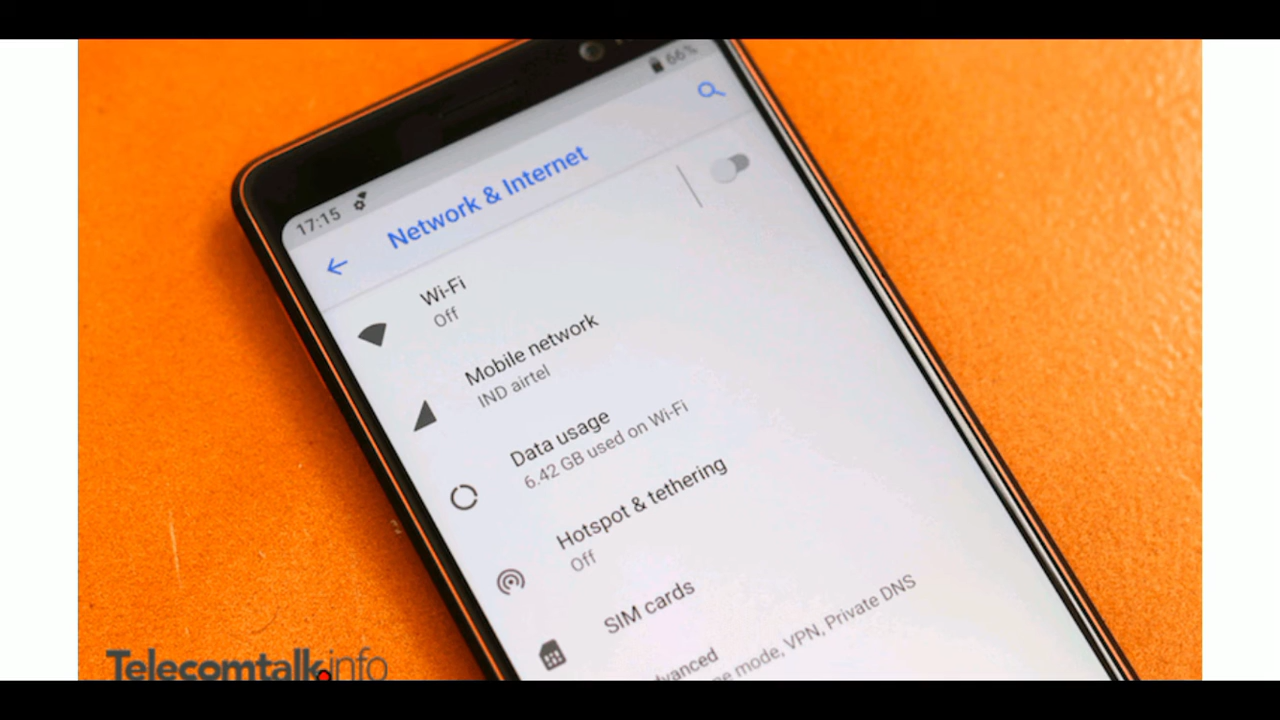 66%
17:15
Network & Internet
Wi-Fi
Off
Mobile network
IND airtel
Data usage
6.42 GB used on Wi-Fi
Hotspot & tethering
Off
SIM cards
mode, VPN, Private DNS
Telecomtalk.info